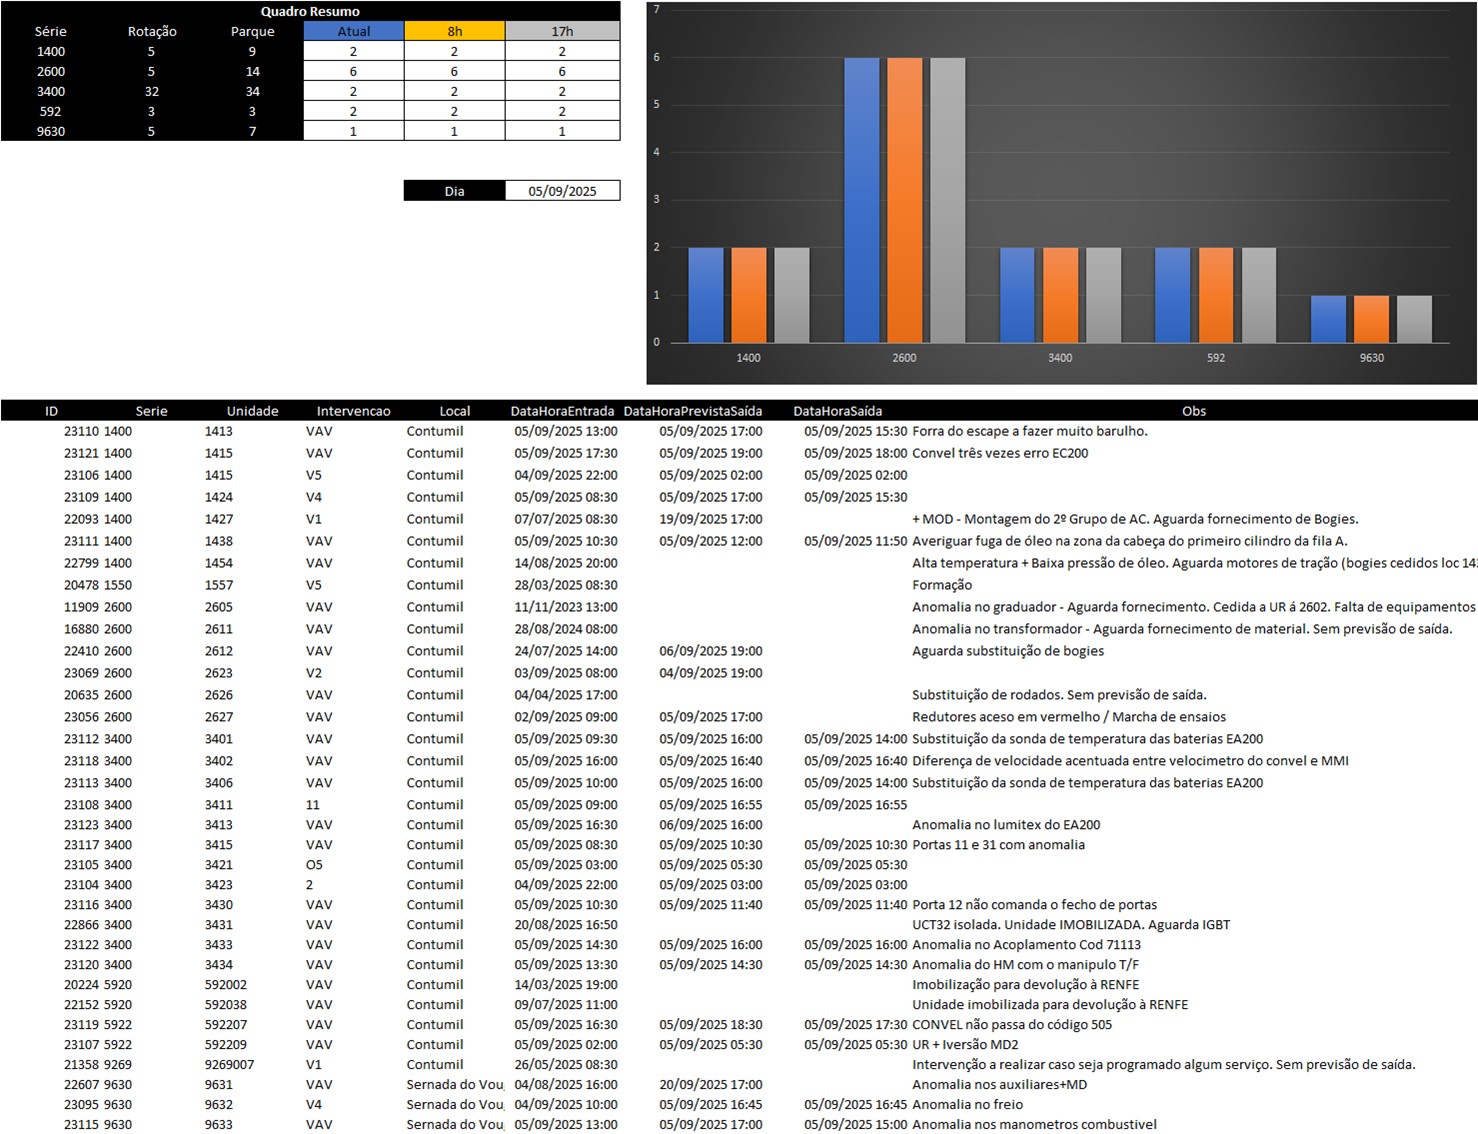 Quadro Resumo
Série Rotação Parque Atual 8h 17h
1400 5 9 2 2 2
2600 5 14 6 6 6
3400 32 34 2 2 2
592 3 3 2 2 2
9630 5 7 1 1 1
Dia 05/09/2025
7
6
5
4
3
2
1
0
1400 2600 3400 592 9630
ID Serie Unidade Intervencao Local DataHoraEntrada DataHoraPrevistaSaída DataHoraSaída Obs
23110 1400 1413 VAV Contumil 05/09/2025 13:00 05/09/2025 17:00 05/09/2025 15:30 Forra do escape a fazer muito barulho.
23121 1400 1415 VAV Contumil 05/09/2025 17:30 05/09/2025 19:00 05/09/2025 18:00 Convel três vezes erro EC200
23106 1400 1415 V5 Contumil 04/09/2025 22:00 05/09/2025 02:00 05/09/2025 02:00
23109 1400 1424 V4 Contumil 05/09/2025 08:30 05/09/2025 17:00 05/09/2025 15:30
22093 1400 1427 V1 Contumil 07/07/2025 08:30 19/09/2025 17:00 + MOD - Montagem do 2º Grupo de AC. Aguarda fornecimento de Bogies.
23111 1400 1438 VAV Contumil 05/09/2025 10:30 05/09/2025 12:00 05/09/2025 11:50 Averiguar fuga de óleo na zona da cabeça do primeiro cilindro da fila A.
22799 1400 1454 VAV Contumil 14/08/2025 20:00 Alta temperatura + Baixa pressão de óleo. Aguarda motores de tração (bogies cedidos loc 143
20478 1550 1557 V5 Contumil 28/03/2025 08:30 Formação
11909 2600 2605 VAV Contumil 11/11/2023 13:00 Anomalia no graduador - Aguarda fornecimento. Cedida a UR á 2602. Falta de equipamentos
16880 2600 2611 VAV Contumil 28/08/2024 08:00 Anomalia no transformador - Aguarda fornecimento de material. Sem previsão de saída.
22410 2600 2612 VAV Contumil 24/07/2025 14:00 06/09/2025 19:00 Aguarda substituição de bogies
23069 2600 2623 V2 Contumil 03/09/2025 08:00 04/09/2025 19:00
20635 2600 2626 VAV Contumil 04/04/2025 17:00 Substituição de rodados. Sem previsão de saída.
23056 2600 2627 VAV Contumil 02/09/2025 09:00 05/09/2025 17:00 Redutores aceso em vermelho / Marcha de ensaios
23112 3400 3401 VAV Contumil 05/09/2025 09:30 05/09/2025 16:00 05/09/2025 14:00 Substituição da sonda de temperatura das baterias EA200
23118 3400 3402 VAV Contumil 05/09/2025 16:00 05/09/2025 16:40 05/09/2025 16:40 Diferença de velocidade acentuada entre velocimetro do convel e MMI
23113 3400 3406 VAV Contumil 05/09/2025 10:00 05/09/2025 16:00 05/09/2025 14:00 Substituição da sonda de temperatura das baterias EA200
23108 3400 3411 11 Contumil 05/09/2025 09:00 05/09/2025 16:55 05/09/2025 16:55
23123 3400 3413 VAV Contumil 05/09/2025 16:30 06/09/2025 16:00 Anomalia no lumitex do EA200
23117 3400 3415 VAV Contumil 05/09/2025 08:30 05/09/2025 10:30 05/09/2025 10:30 Portas 11 e 31 com anomalia
23105 3400 3421 O5 Contumil 05/09/2025 03:00 05/09/2025 05:30 05/09/2025 05:30
23104 3400 3423 2 Contumil 04/09/2025 22:00 05/09/2025 03:00 05/09/2025 03:00
23116 3400 3430 VAV Contumil 05/09/2025 10:30 05/09/2025 11:40 05/09/2025 11:40 Porta 12 não comanda o fecho de portas
22866 3400 3431 VAV Contumil 20/08/2025 16:50 UCT32 isolada. Unidade IMOBILIZADA. Aguarda IGBT
23122 3400 3433 VAV Contumil 05/09/2025 14:30 05/09/2025 16:00 05/09/2025 16:00 Anomalia no Acoplamento Cod 71113
23120 3400 3434 VAV Contumil 05/09/2025 13:30 05/09/2025 14:30 05/09/2025 14:30 Anomalia do HM com o manipulo T/F
20224 5920 592002 VAV Contumil 14/03/2025 19:00 Imobilização para devolução à RENFE
22152 5920 592038 VAV Contumil 09/07/2025 11:00 Unidade imobilizada para devolução à RENFE
23119 5922 592207 VAV Contumil 05/09/2025 16:30 05/09/2025 18:30 05/09/2025 17:30 CONVEL não passa do código 505
23107 5922 592209 VAV Contumil 05/09/2025 02:00 05/09/2025 05:30 05/09/2025 05:30 UR + Iversão MD2
21358 9269 9269007 V1 Contumil 26/05/2025 08:30 Intervenção a realizar caso seja programado algum serviço. Sem previsão de saída.
22607 9630 9631 VAV Sernada do Vou 04/08/2025 16:00 20/09/2025 17:00 Anomalia nos auxiliares+MD
23095 9630 9632 V4 Sernada do Vou 04/09/2025 10:00 05/09/2025 16:45 05/09/2025 16:45 Anomalia no freio
23115 9630 9633 VAV Sernada do Vou 05/09/2025 13:00 05/09/2025 17:00 05/09/2025 15:00 Anomalia nos manometros combustivel